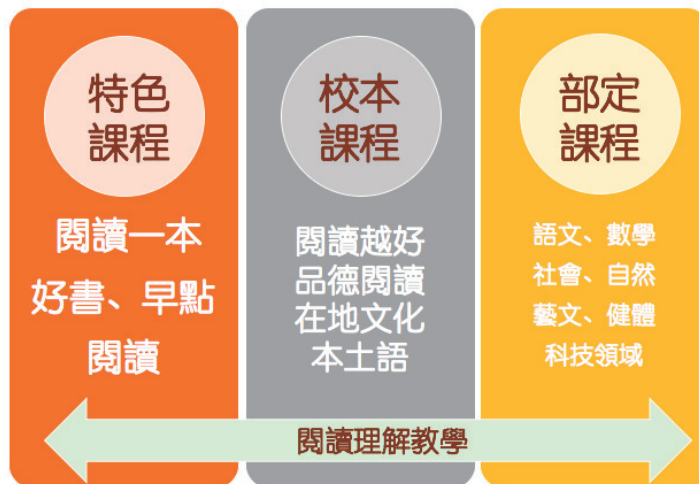 特色
課程
閱讀一本
好書、早點
閱讀
校本
課程
閱讀越好
品德閱讀
在地文化
本土語
部定
課程
語文、數學
社會、自然
藝文、健體
科技領域
閱讀理解教學